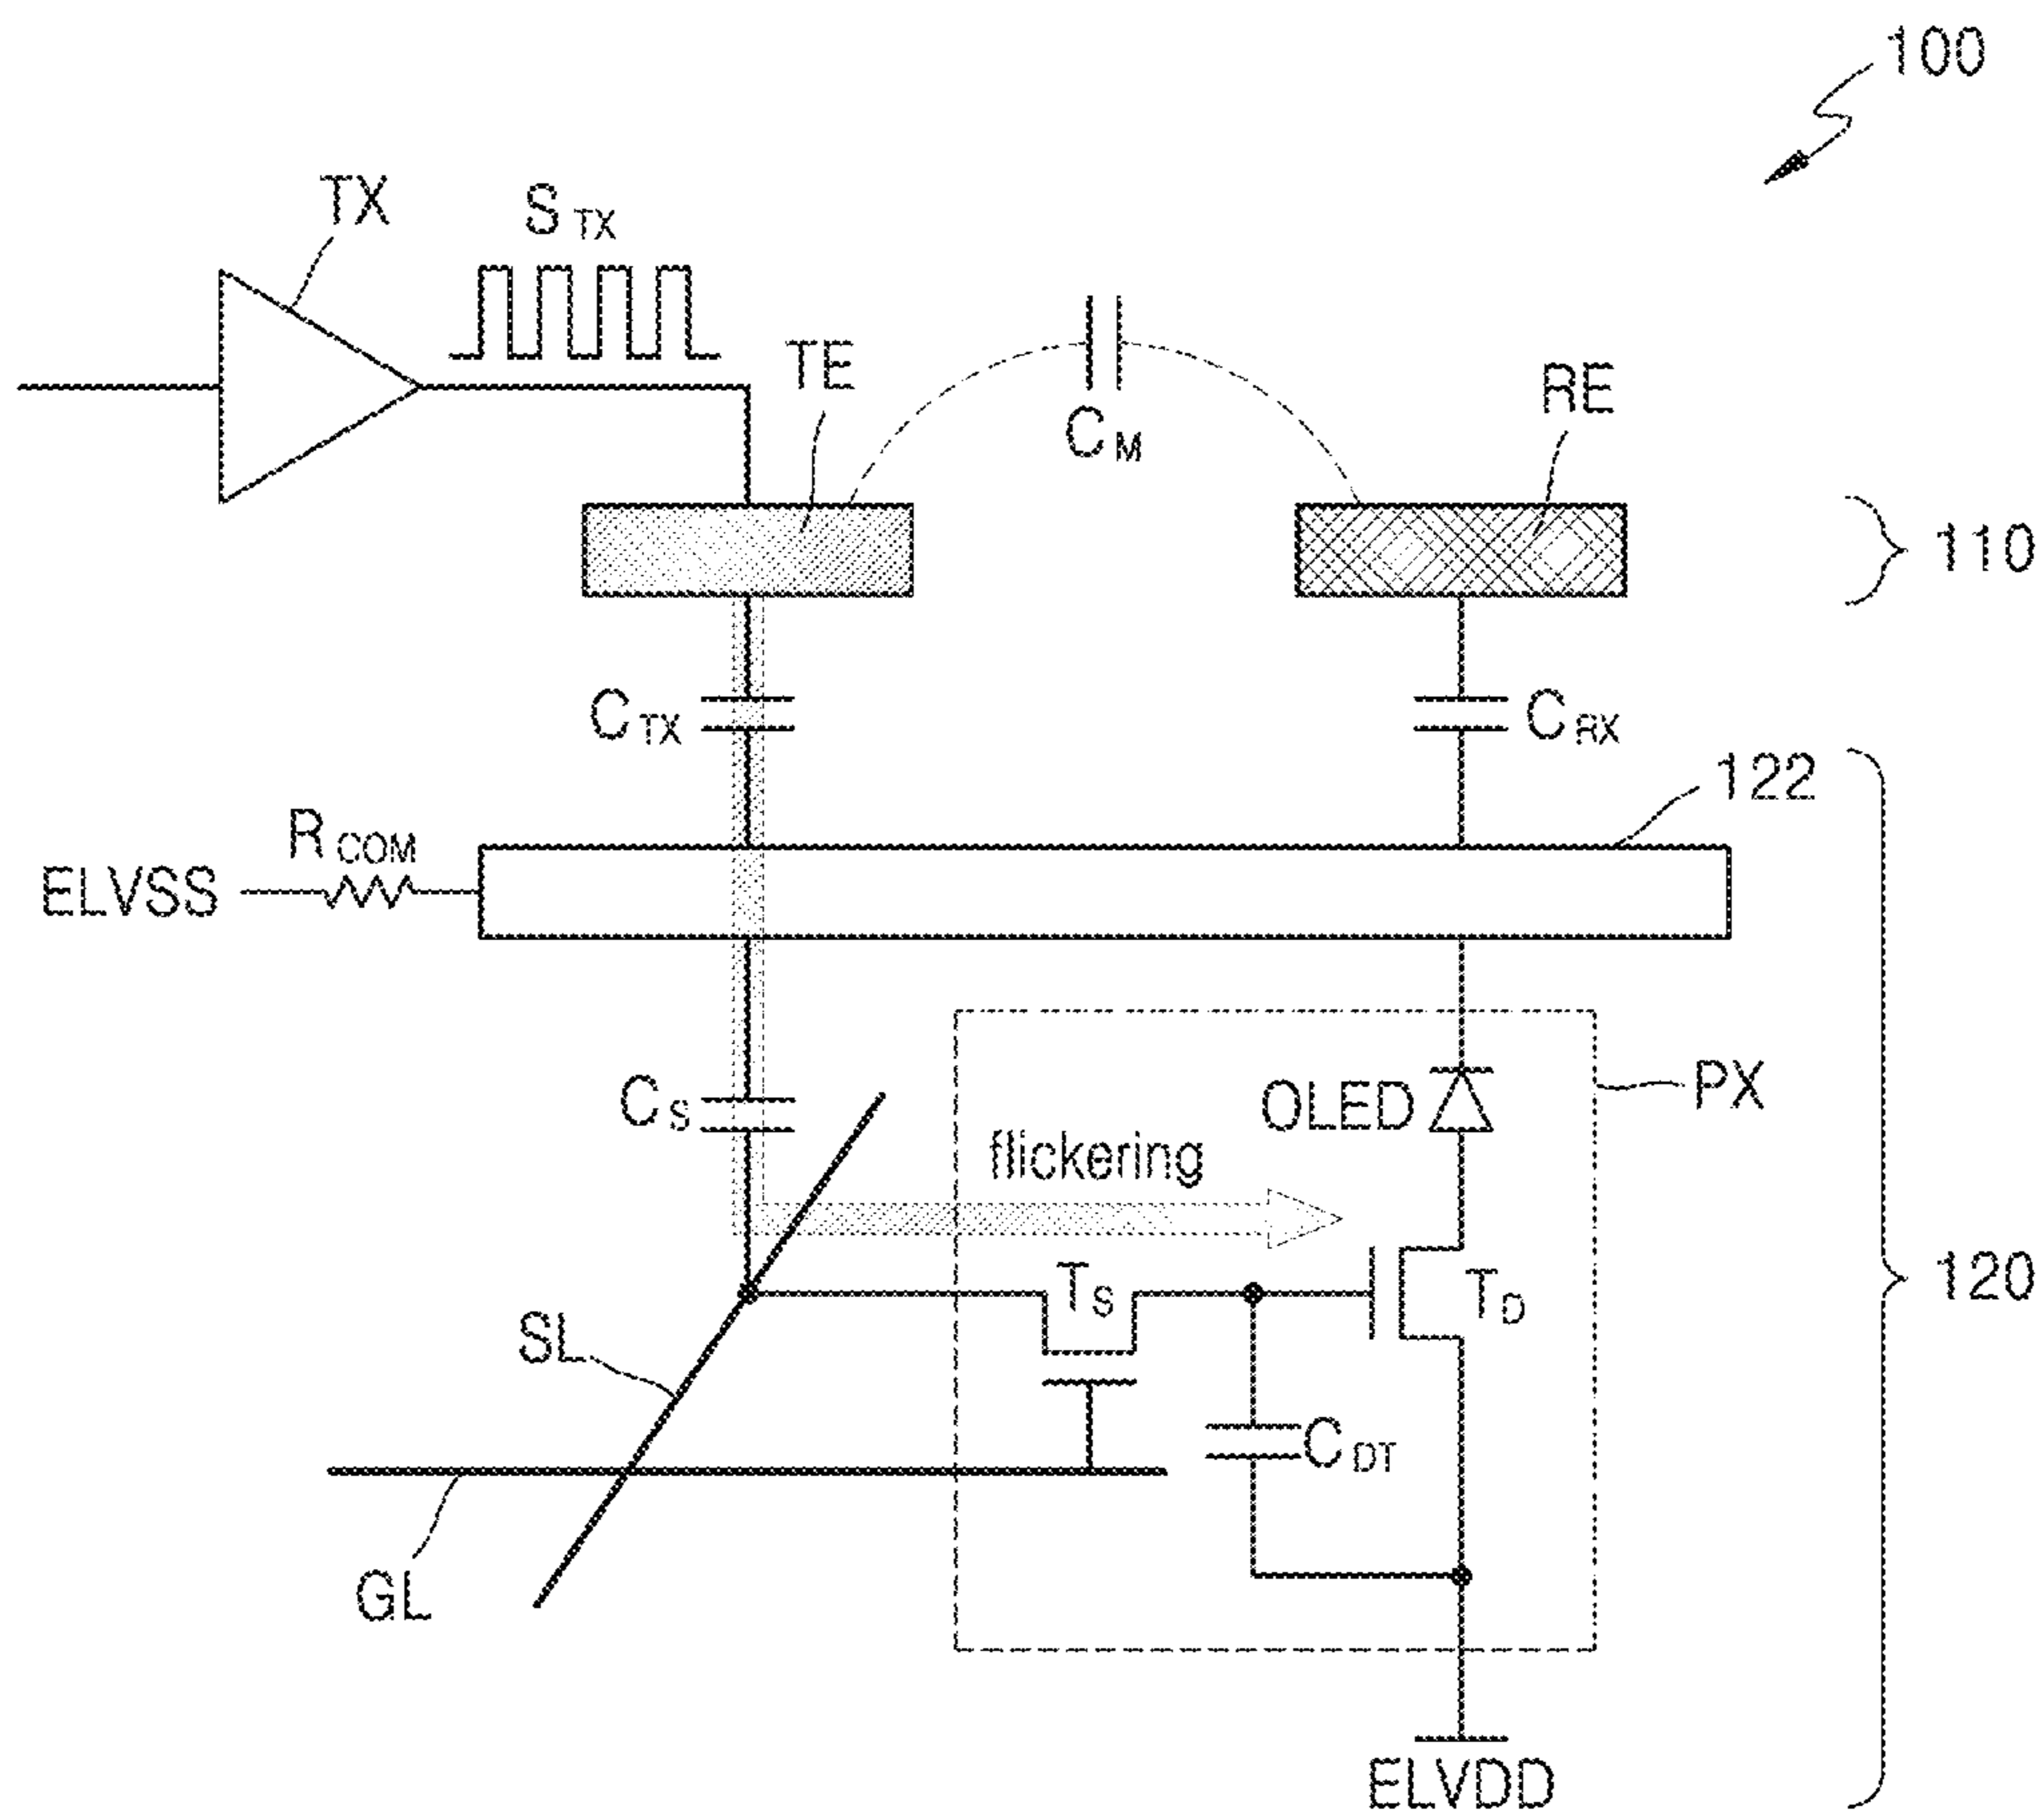 100
TX
S TX
TE
C M
RE
110
C TX
C RX
122
R COM
ELVSS
C S
OLED
PX
flickering
T S
T D
120
SL
C DT
GL
ELVDD